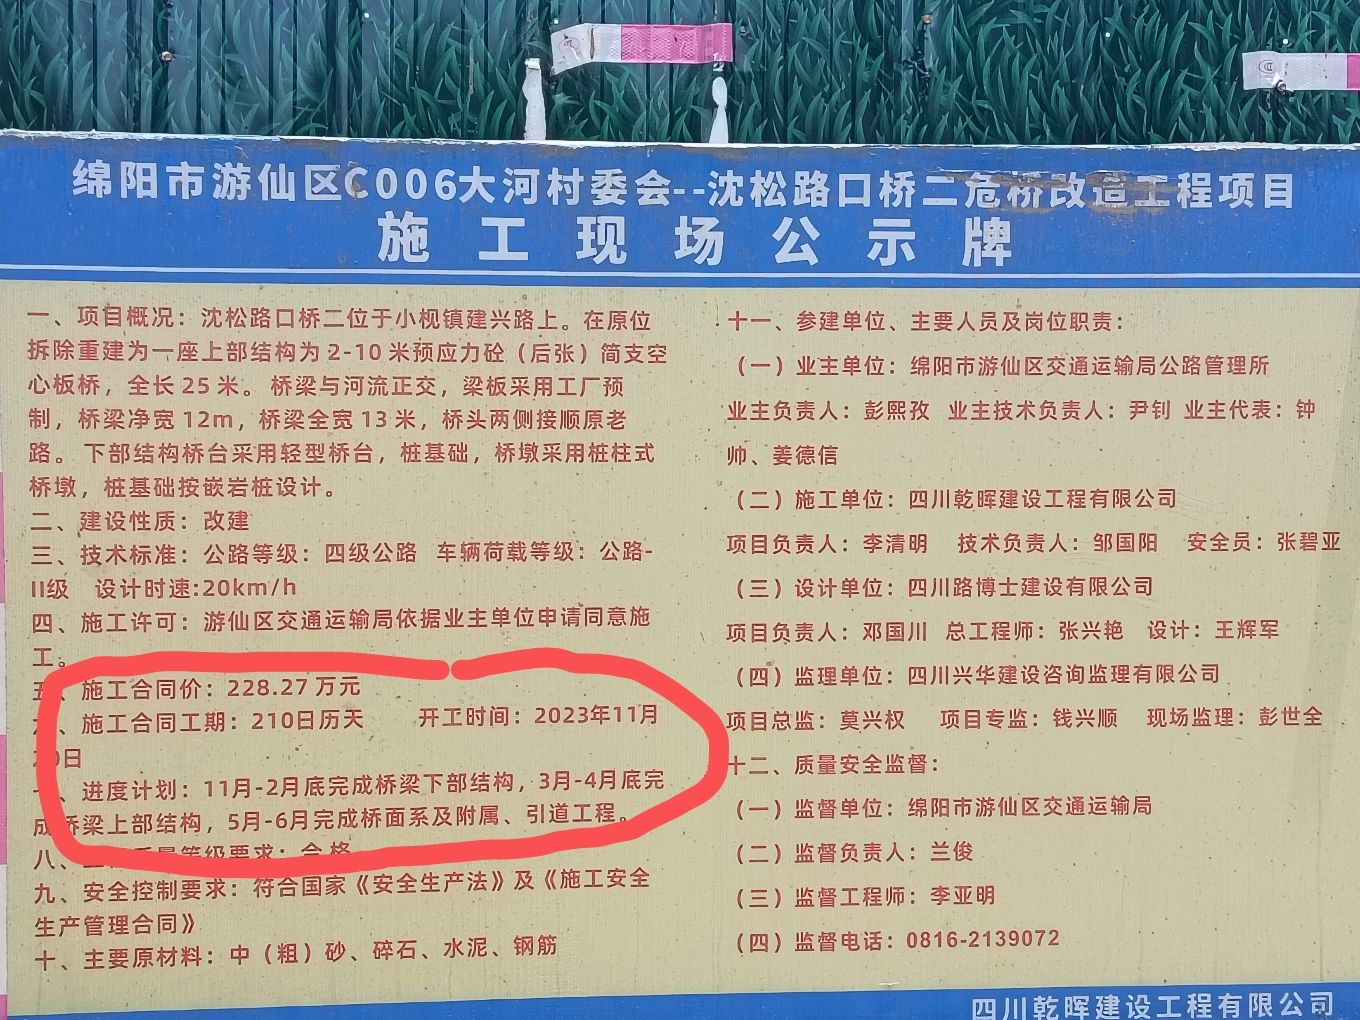 绵阳市游仙区C006大河村委会--沈松路口桥二危桥改造工程项目
施工现场公示牌
一、项目概况：沈松路口桥二位于小枧镇建兴路上。在原位
拆除重建为一座上部结构为 2-10 米预应力砼（后张）简支空
心板桥，全长 25 米。 桥梁与河流正交，梁板采用工厂预
制，桥梁净宽 12m，桥梁全宽 13 米，桥头两侧接顺原老
路。 下部结构桥台采用轻型桥台，桩基础，桥墩采用桩柱式
桥墩，桩基础按嵌岩桩设计。
二、建设性质：改建
三、技术标准：公路等级：四级公路 车辆荷载等级：公路-
II级 设计时速:20km/h
四、施工许可：游仙区交通运输局依据业主单位申请同意施
工。
五、施工合同价：228.27 万元
六、施工合同工期：210日历天 开工时间：2023年11月
日
、进度计划：11月-2月底完成桥梁下部结构，3月-4月底完
成桥梁上部结构，5月-6月完成桥面系及附属、引道工程。
八、质量等级要求：合格
九、安全控制要求：符合国家《安全生产法》及《施工安全
生产管理合同》
十、主要原材料：中（粗）砂、碎石、水泥、钢筋
十一、参建单位、主要人员及岗位职责：
（一）业主单位：绵阳市游仙区交通运输局公路管理所
业主负责人：彭熙孜 业主技术负责人：尹钊 业主代表：钟
帅、姜德信
（二）施工单位：四川乾晖建设工程有限公司
项目负责人：李清明 技术负责人：邹国阳 安全员：张碧亚
（三）设计单位：四川路博士建设有限公司
项目负责人：邓国川 总工程师：张兴艳 设计：王辉军
（四）监理单位：四川兴华建设咨询监理有限公司
项目总监：莫兴权 项目专监：钱兴顺 现场监理：彭世全
十二、质量安全监督：
（一）监督单位：绵阳市游仙区交通运输局
（二）监督负责人：兰俊
（三）监督工程师：李亚明
（四）监督电话：0816-2139072
四川乾晖建设工程有限公司